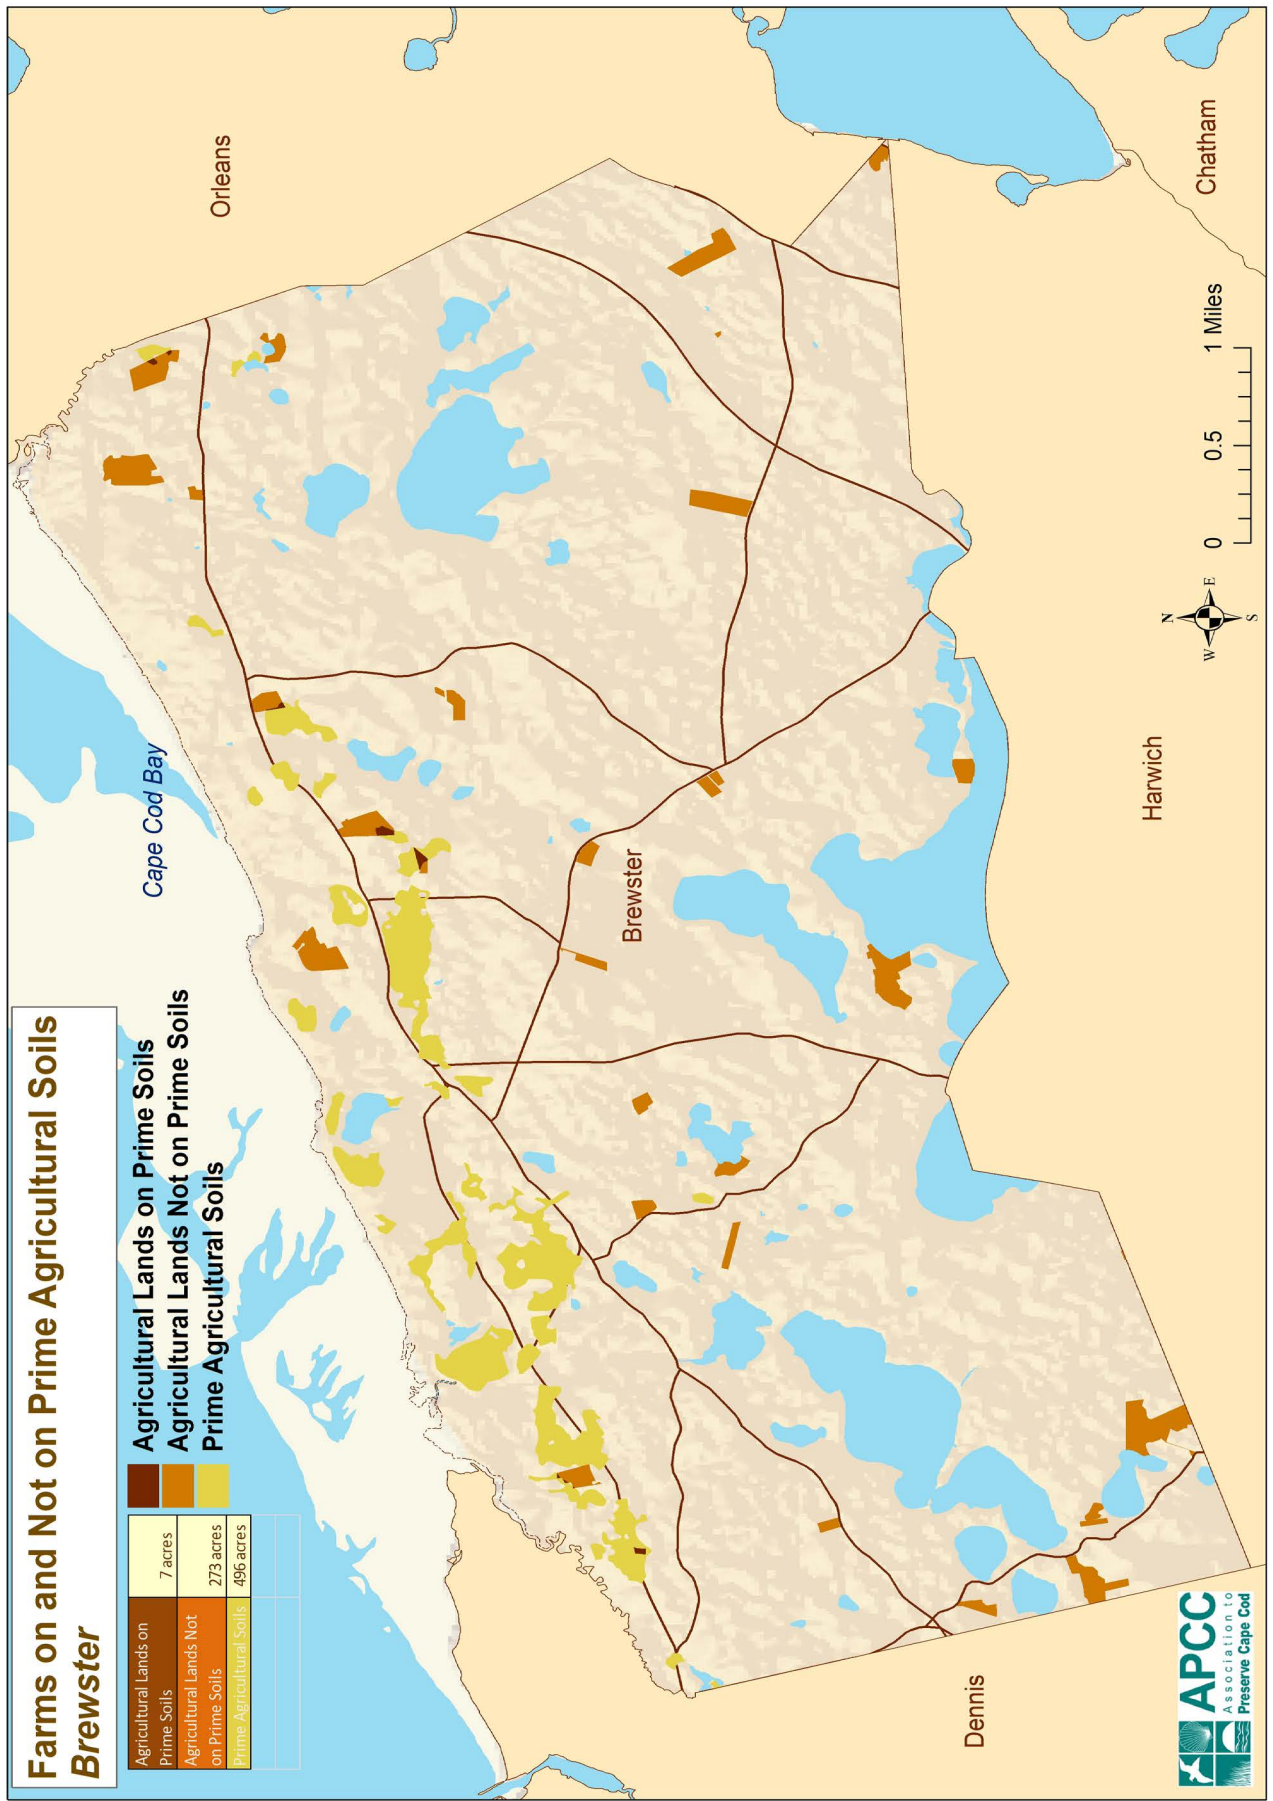 Farms on and Not on Prime Agricultural Soils
Brewster
Agricultural Lands on
Prime Soils
7 acres
Agricultural Lands Not
on Prime Soils
273 acres
Prime Agricultural Soils
496 acres
Agricultural Lands on Prime Soils
Agricultural Lands Not on Prime Soils
Prime Agricultural Soils
Cape Cod Bay
Orleans
Brewster
Dennis
Harwich
Chatham
N
W
E
S
0
0.5
1 Miles
APCC
Association to
Preserve Cape Cod